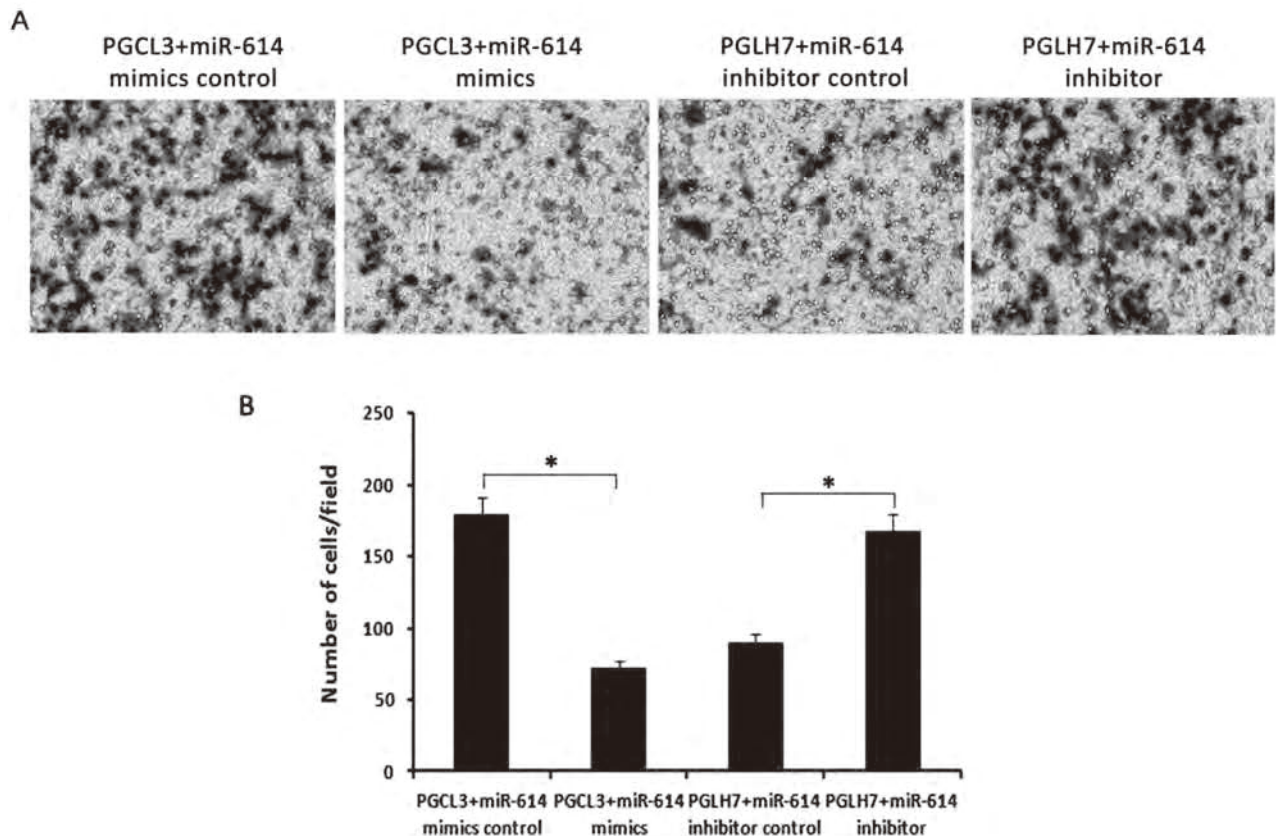 A
PGCL3+miR-614
mimics control
PGCL3+miR-614
mimics
PGLH7+miR-614
inhibitor control
PGLH7+miR-614
inhibitor
B
Number of cells/field
250
200
150
100
50
0
*
*
PGCL3+miR-614
mimics control
PGCL3+miR-614
mimics
PGLH7+miR-614
inhibitor control
PGLH7+miR-614
inhibitor